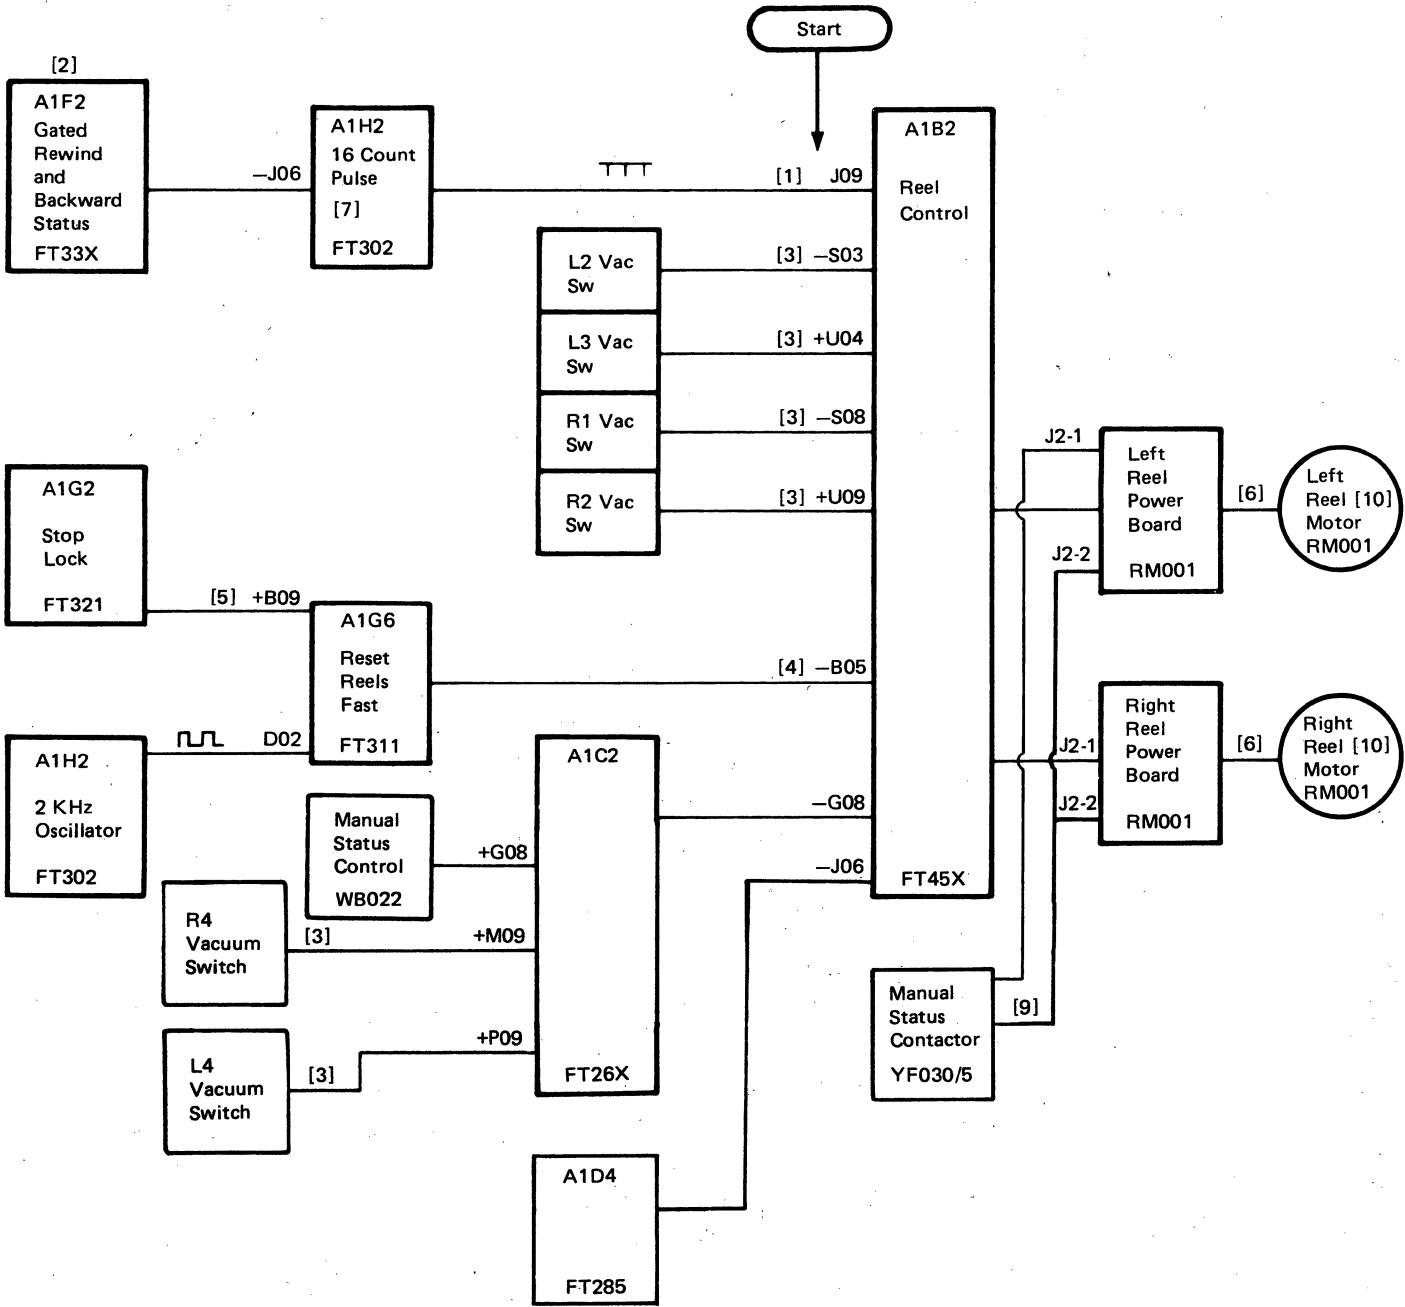 Start
[2]
A1F2
Gated
Rewind
and
Backward
Status
FT33X
—J06
A1H2
16 Count
Pulse
[7]
FT302
[1] J09
A1B2
Reel
Control
FT45X
L2 Vac
Sw
[3] —S03
L3 Vac
Sw
[3] +U04
R1 Vac
Sw
[3] —S08
R2 Vac
Sw
[3] +U09
J2-1
Left
Reel
Power
Board
RM001
J2-2
[6]
Left
Reel [10]
Motor
RM001
A1G2
Stop
Lock
FT321
[5] +B09
A1G6
Reset
Reels
Fast
FT311
[4] —B05
D02
A1H2
2 KHz
Oscillator
FT302
J2-1
Right
Reel
Power
Board
RM001
J2-2
[6]
Right
Reel [10]
Motor
RM001
A1C2
FT26X
—G08
Manual
Status
Control
WB022
+G08
—J06
R4
Vacuum
Switch
[3]
+M09
L4
Vacuum
Switch
[3]
+P09
Manual
Status
Contactor
YF030/5
[9]
A1D4
FT285